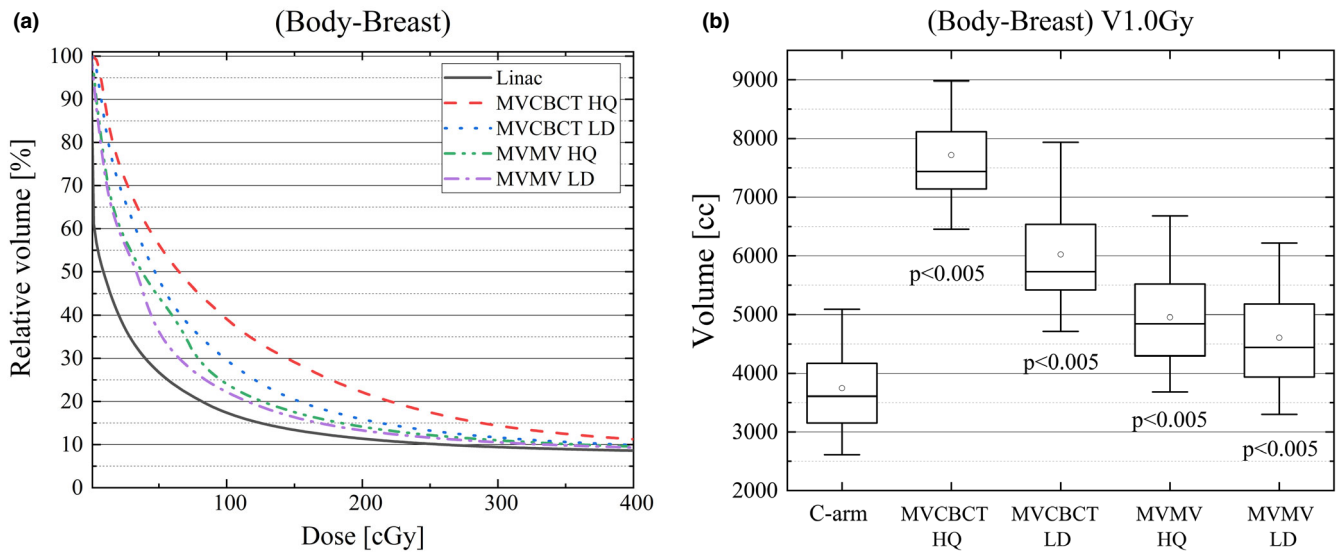 (a)
(Body-Breast)
Relative volume [%]
100
90
80
70
60
50
40
30
20
10
0
0
100
200
300
400
Dose [cGy]
Linac
MVCBCT HQ
MVCBCT LD
MVMV HQ
MVMV LD
(b)
(Body-Breast) V1.0Gy
Volume [cc]
9000
8000
7000
6000
5000
4000
3000
2000
p<0.005
p<0.005
p<0.005
p<0.005
C-arm
MVCBCT
HQ
MVCBCT
LD
MVMV
HQ
MVMV
LD